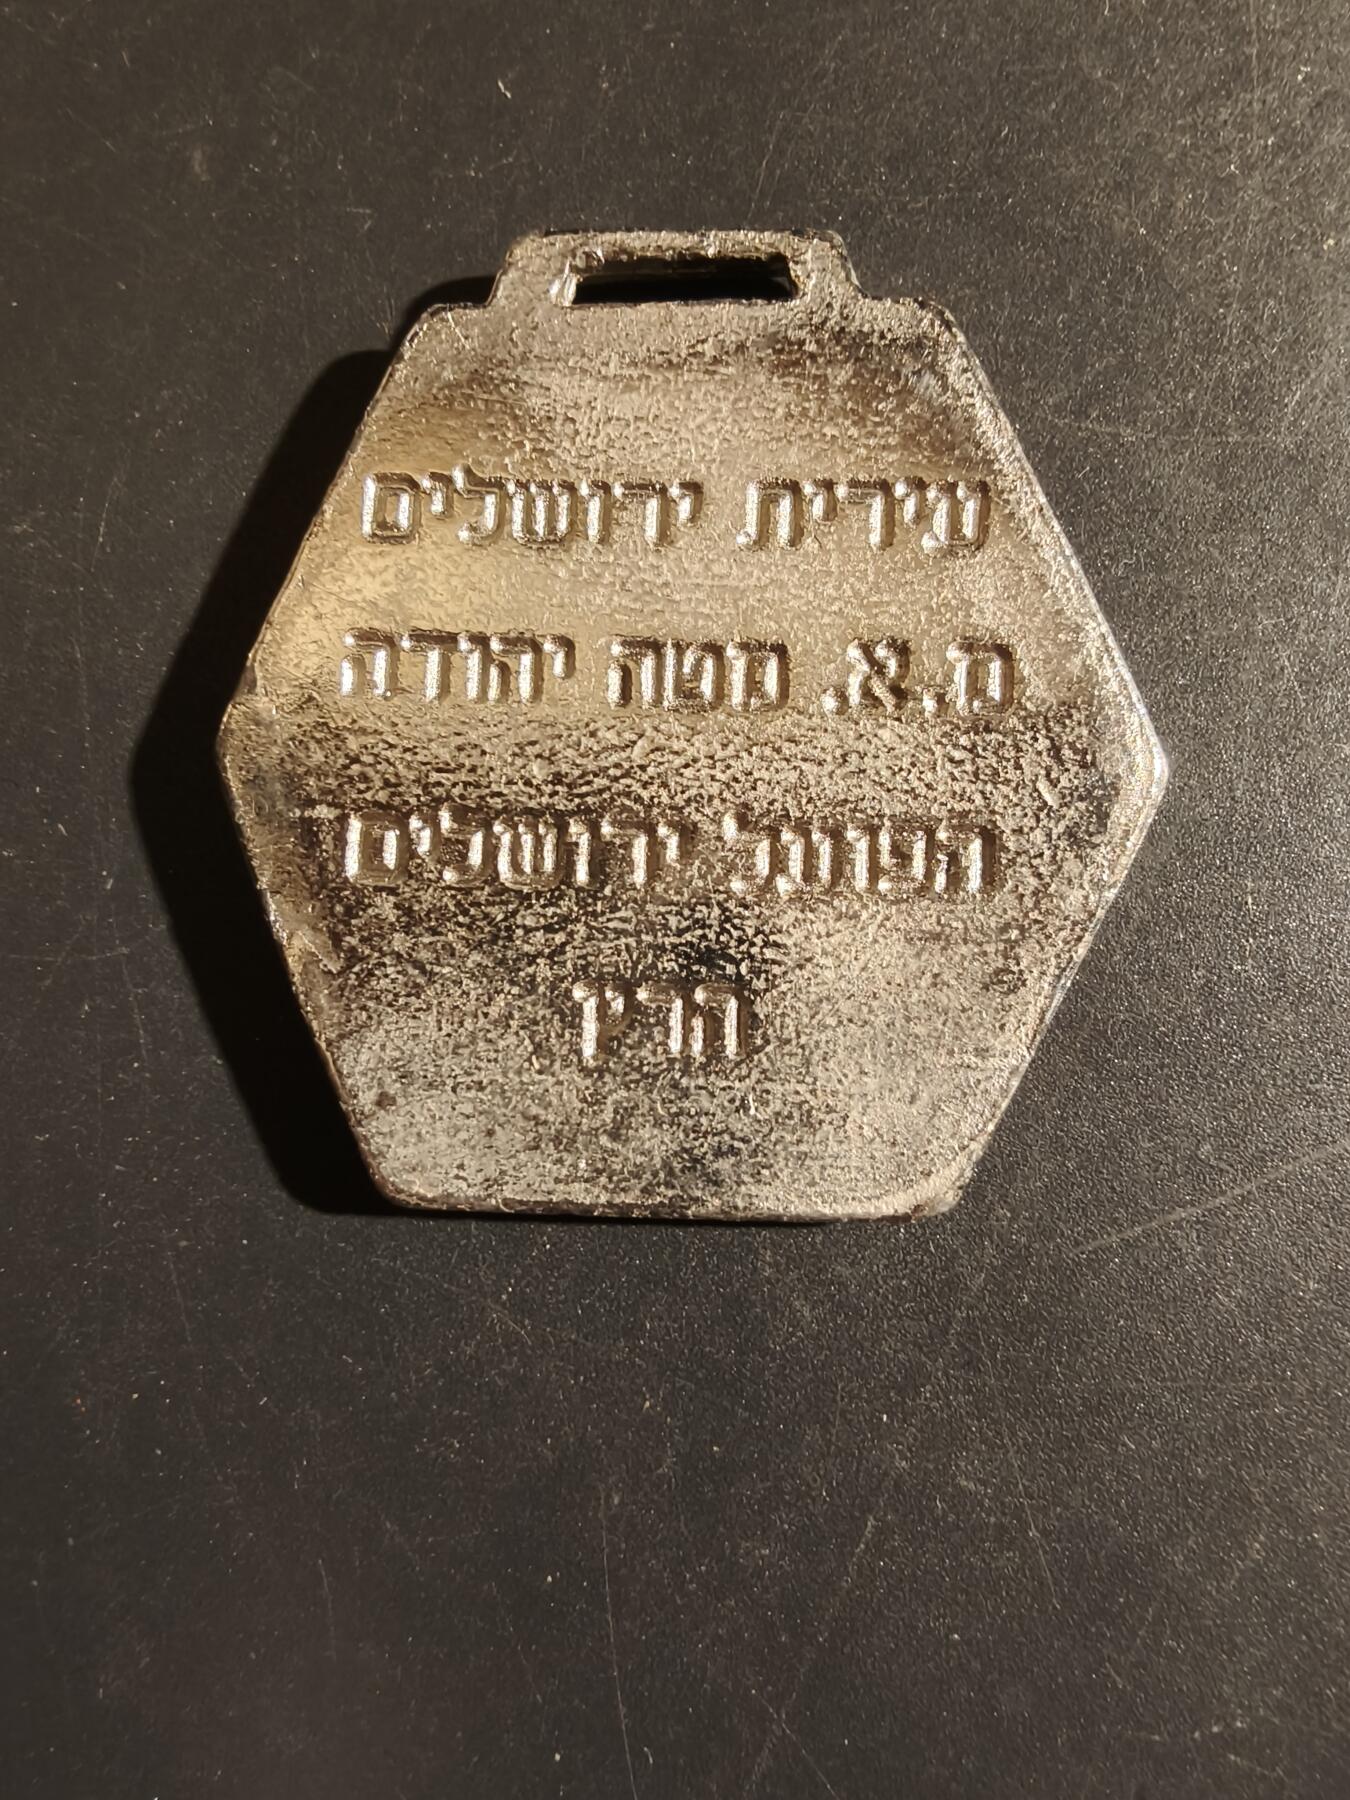 עירית ירושלים
מ.א. מטה יהודה
הפועל ירושלים
הרץ